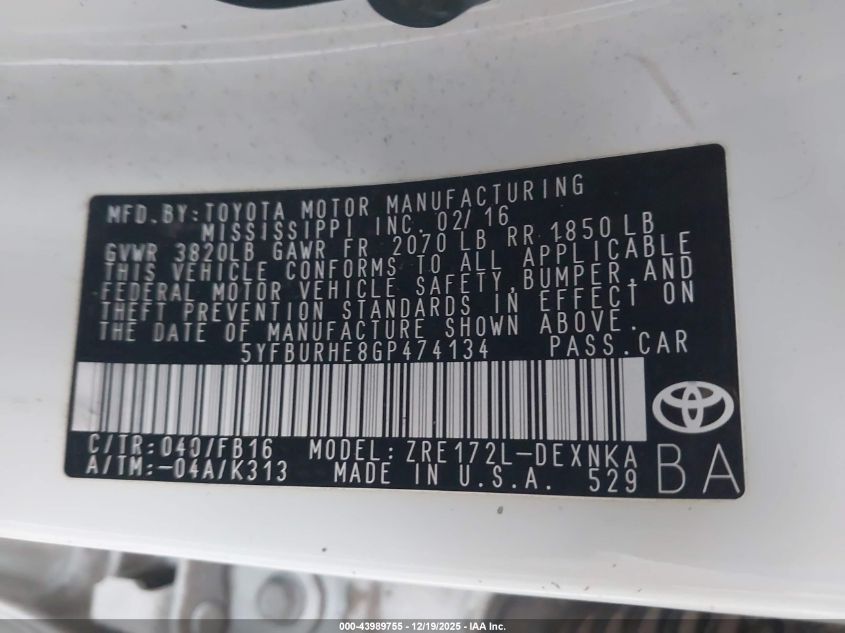 MFD.BY:TOYOTA MOTOR MANUFACTURING
MISSISSIPPI INC. 02/16
GVWR 3820LB GAWR FR 2070 LB RR 1850 LB
THIS VEHICLE CONFORMS TO ALL APPLICABLE
FEDERAL MOTOR VEHICLE SAFETY,BUMPER,AND
THEFT PREVENTION STANDARDS IN EFFECT ON
THE DATE OF MANUFACTURE SHOWN ABOVE.
5YFBURHE8GP474134 PASS.CAR
C/TR:040/FB16 MODEL:ZRE172L-DEXNKA
A/TM:-04A/K313 MADE IN U.S.A. 529
BA
000-43989755 - 12/19/2025 - IAA Inc.